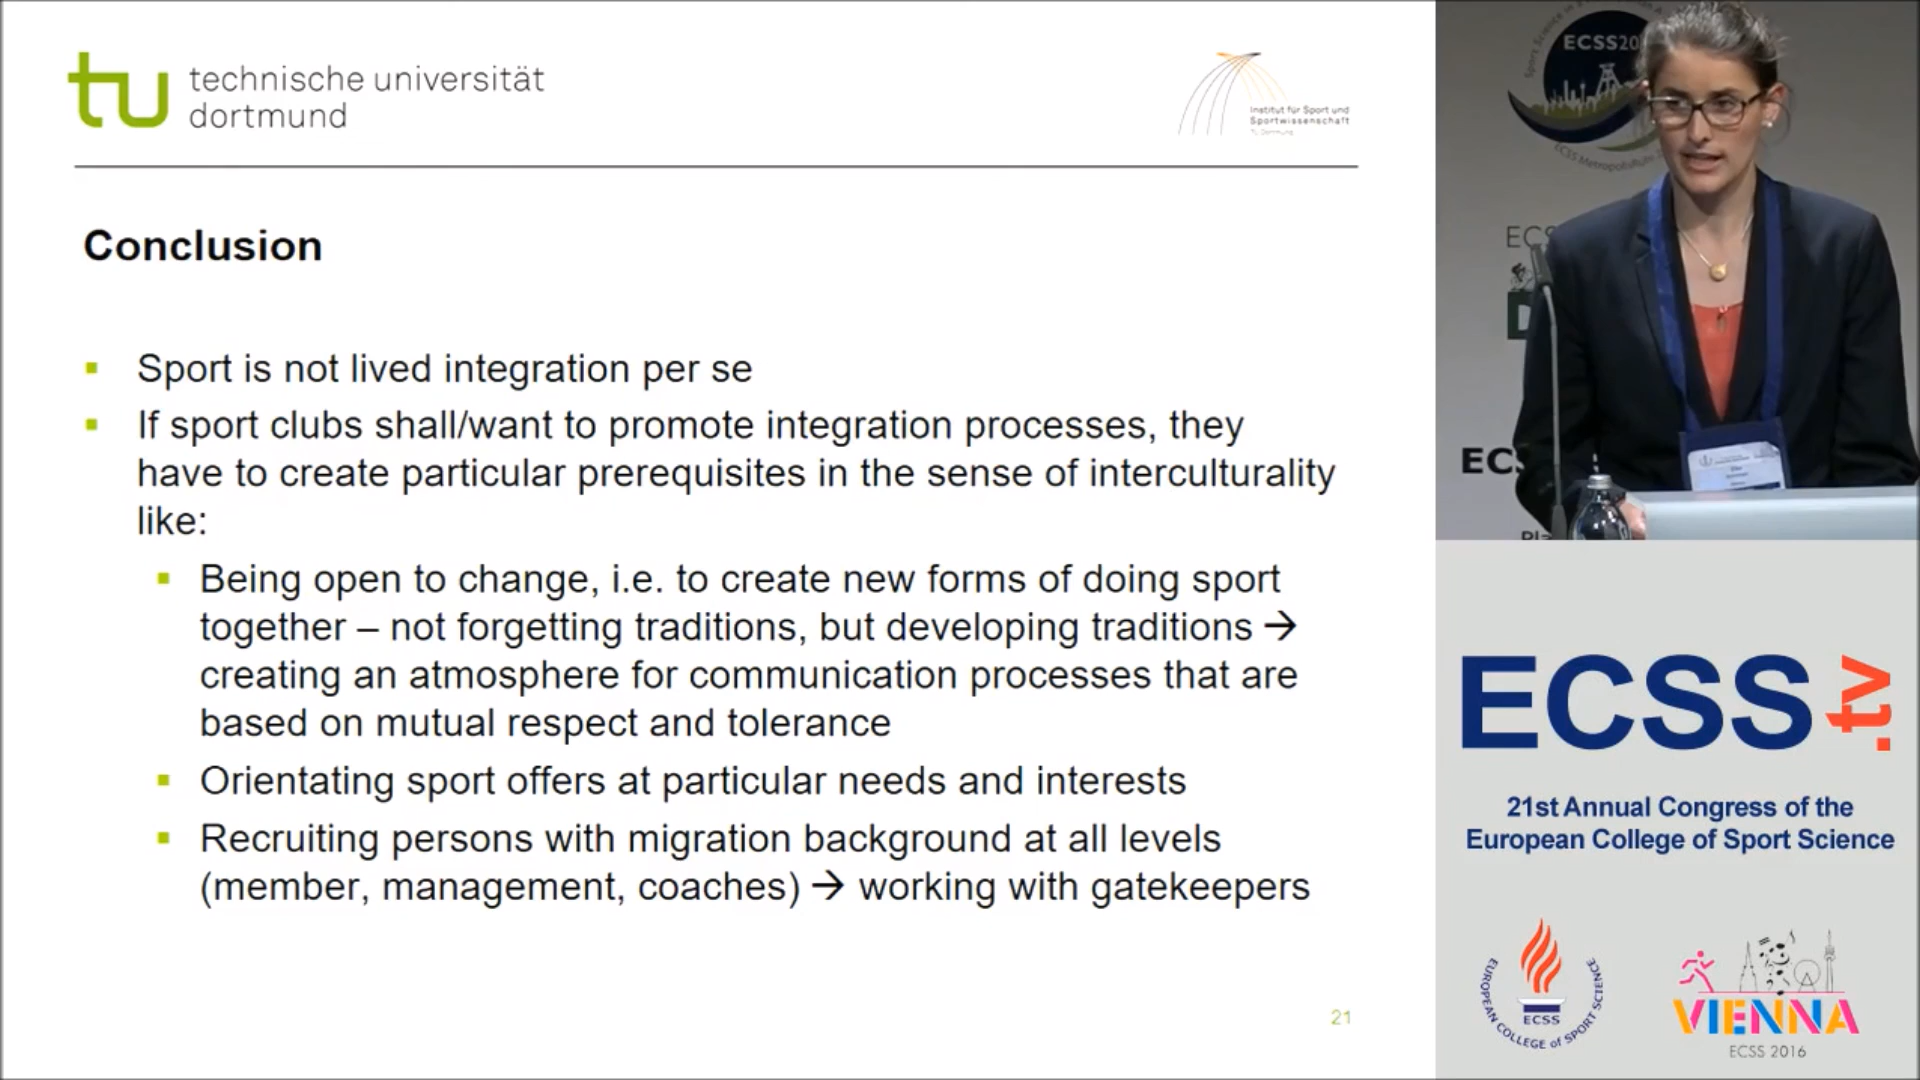 technische universität
dortmund
Institut für Sport und
Sportwissenschaft
TU Dortmund
Conclusion
▪ Sport is not lived integration per se
▪ If sport clubs shall/want to promote integration processes, they
have to create particular prerequisites in the sense of interculturality
like:
▪ Being open to change, i.e. to create new forms of doing sport
together – not forgetting traditions, but developing traditions →
creating an atmosphere for communication processes that are
based on mutual respect and tolerance
▪ Orientating sport offers at particular needs and interests
▪ Recruiting persons with migration background at all levels
(member, management, coaches) → working with gatekeepers
21
ECSS20
ECSS
.tv
21st Annual Congress of the
European College of Sport Science
EUROPEAN COLLEGE of SPORT SCIENCE
ECSS
VIENNA
ECSS 2016